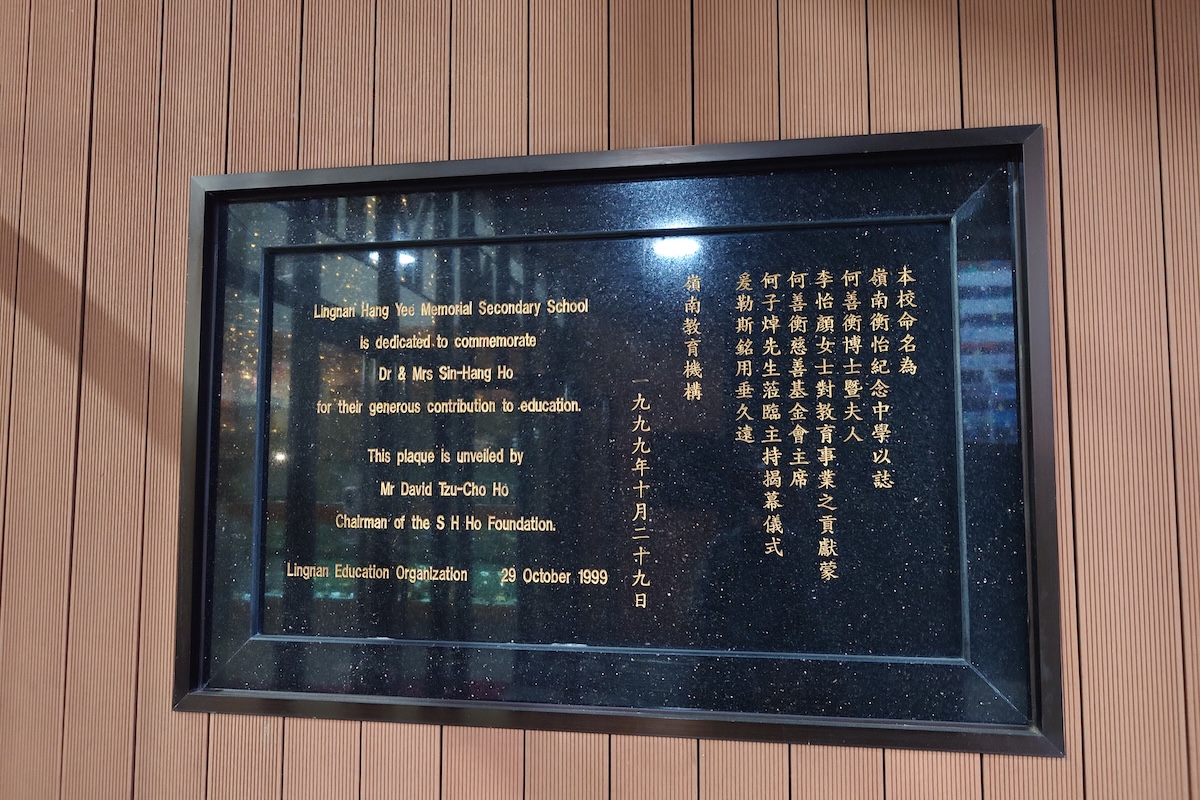 Lingnan Hang Yee Memorial Secondary School
is dedicated to commemorate
Dr & Mrs Sin-Hang Ho
for their generous contribution to education.
This plaque is unveiled by
Mr David Tzu-Cho Ho
Chairman of the S H Ho Foundation.
Lingnan Education Organization 29 October 1999
本校命名為
嶺南衡怡紀念中學以誌
何善衡博士暨夫人
李怡顏女士對教育事業之貢獻蒙
何善衡慈善基金會主席
何子焯先生蒞臨主持揭幕儀式
爰勒斯銘用垂久遠
嶺南教育機構
一九九九年十月二十九日